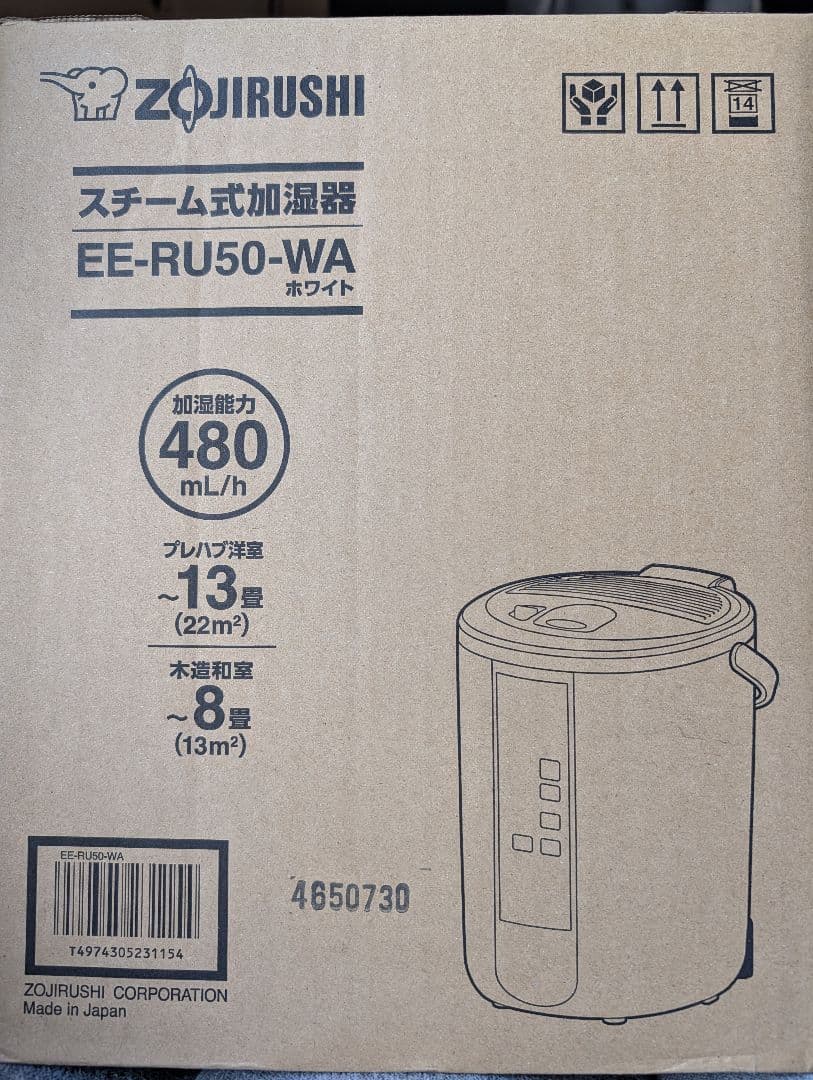 ZOJIRUSHI
14
スチーム式加湿器
EE-RU50-WA
ホワイト
加湿能力
480
mL/h
プレハブ洋室
~13畳
(22m²)
木造和室
~8畳
(13m²)
EE-RU50-WA
T4974305231154
4650730
ZOJIRUSHI CORPORATION
Made in Japan